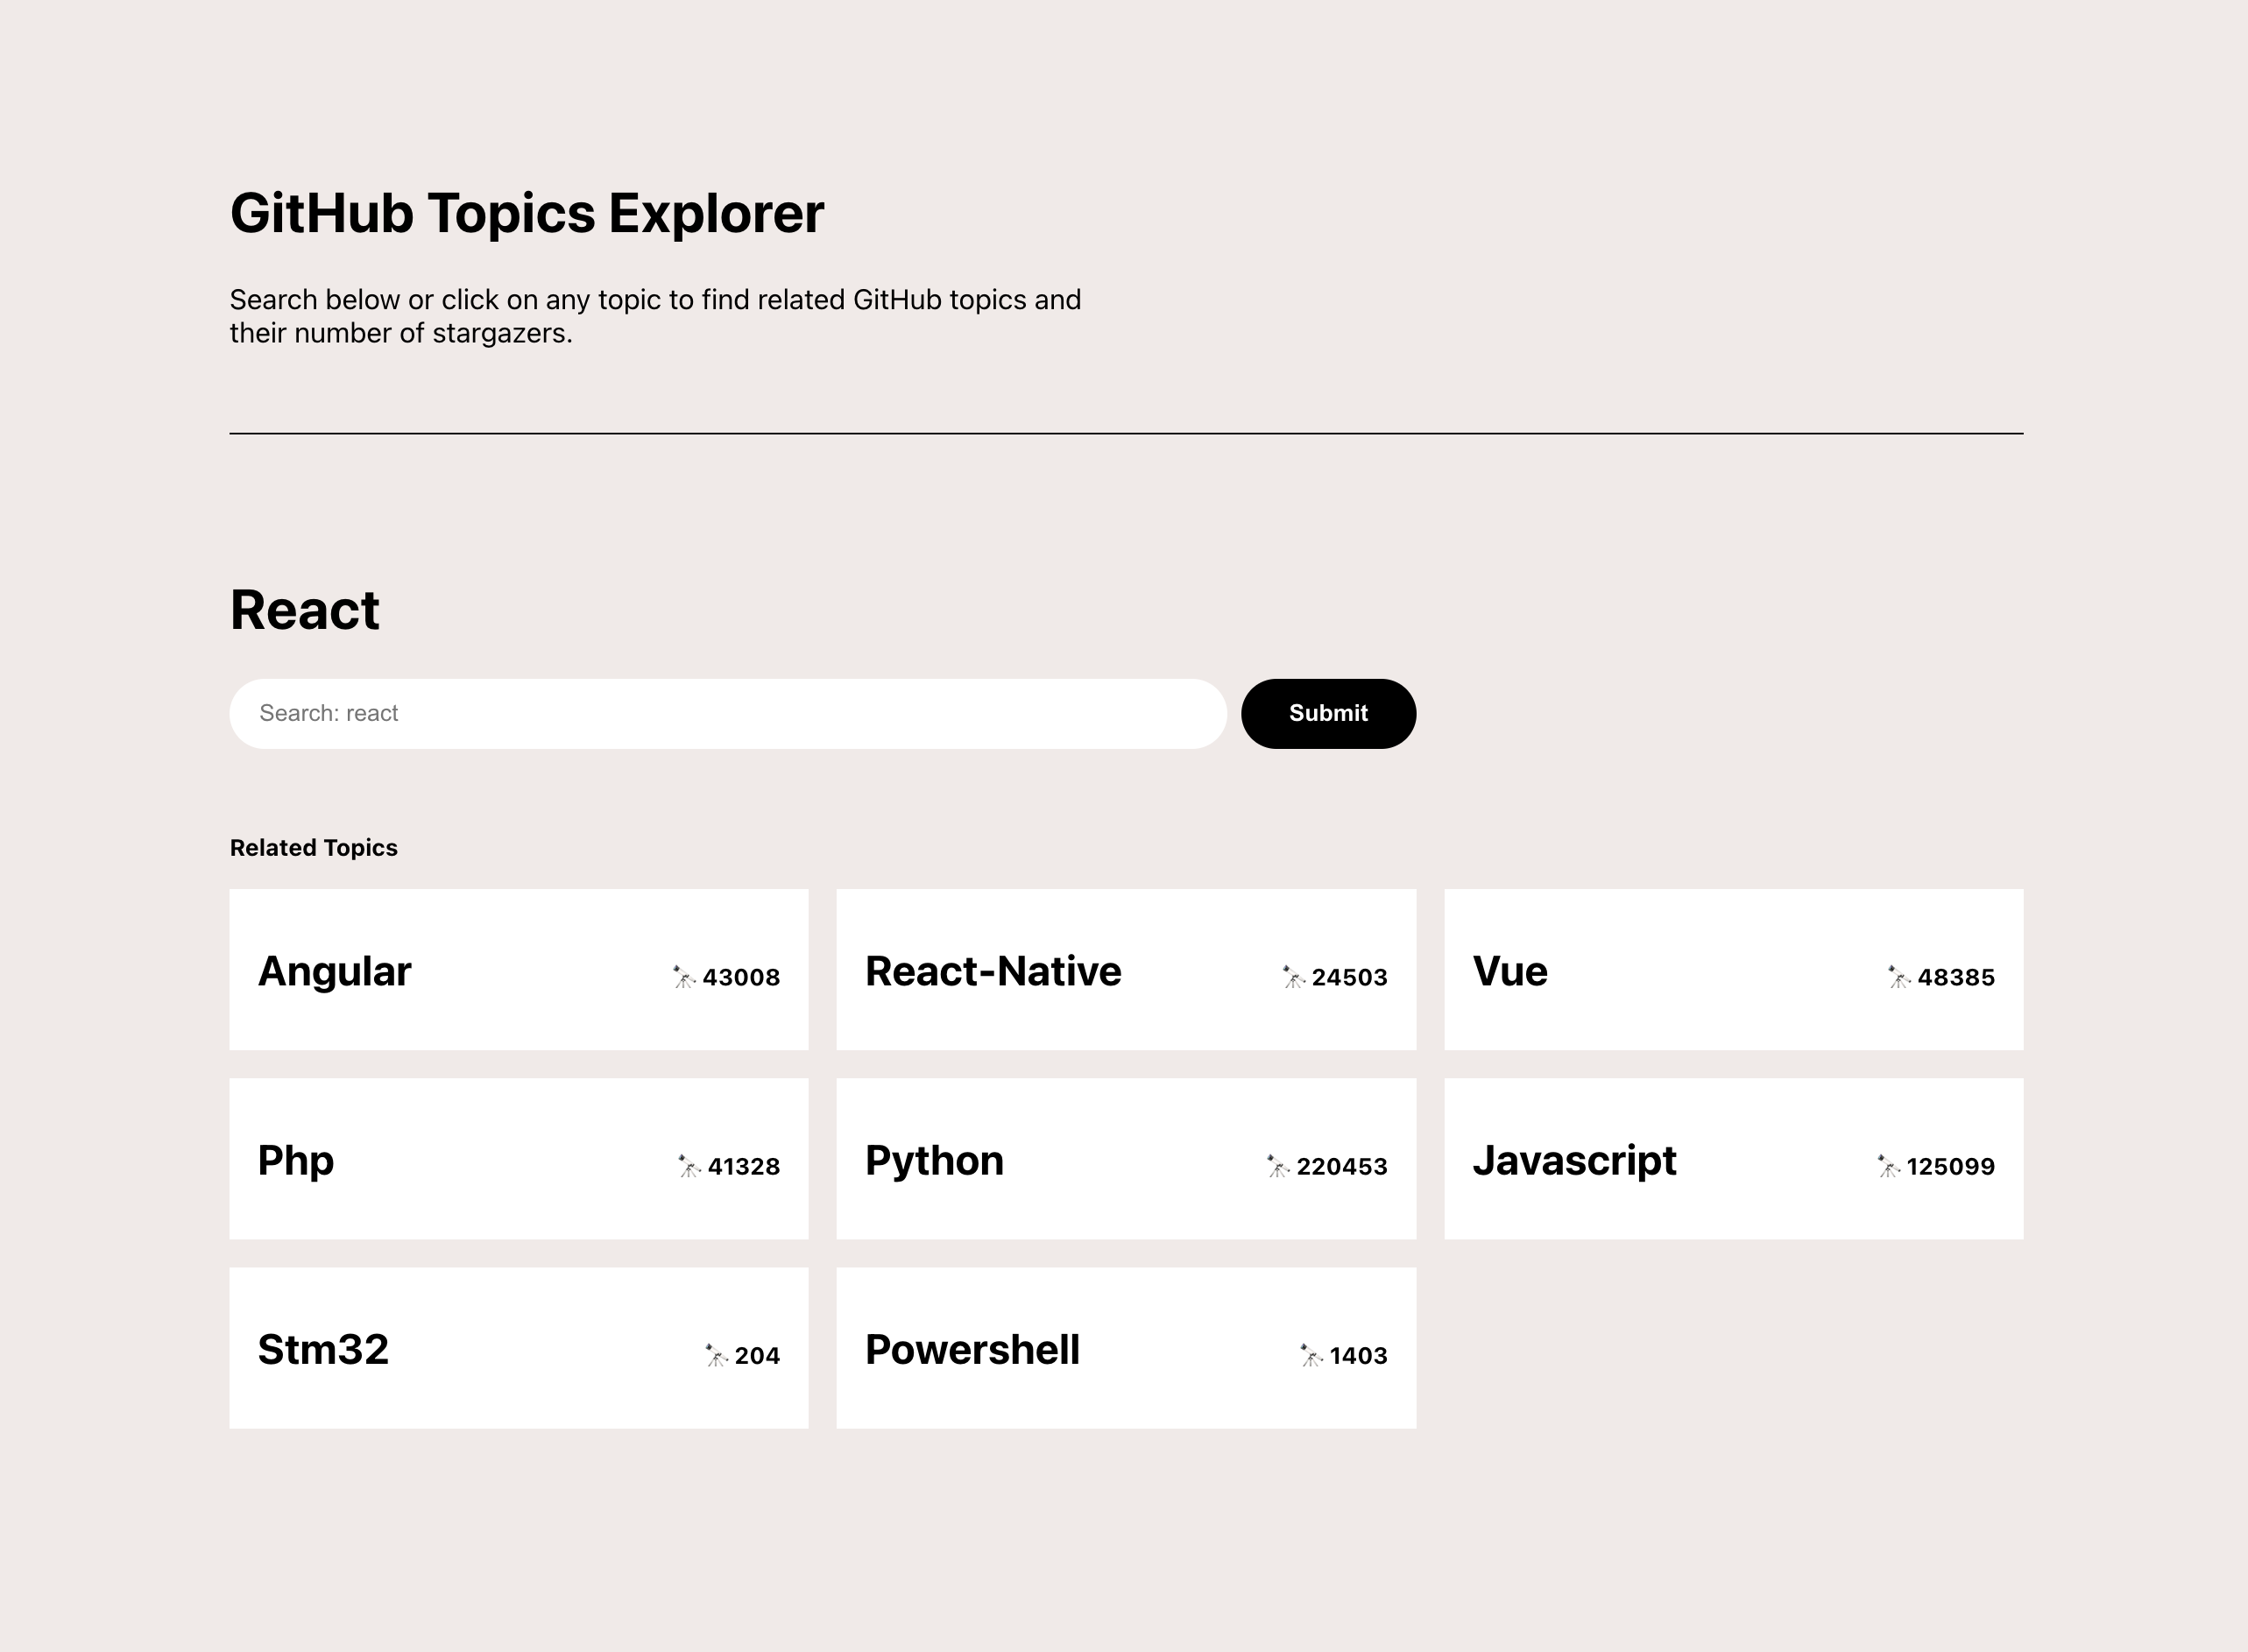 GitHub Topics Explorer
Search below or click on any topic to find related GitHub topics and
their number of stargazers.
React
Search: react
Submit
Related Topics
Angular 🔭 43008
React-Native 🔭 24503
Vue 🔭 48385
Php 🔭 41328
Python 🔭 220453
Javascript 🔭 125099
Stm32 🔭 204
Powershell 🔭 1403